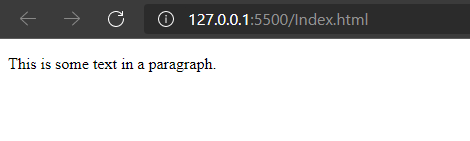 127.0.0.1:5500/Index.html
This is some text in a paragraph.